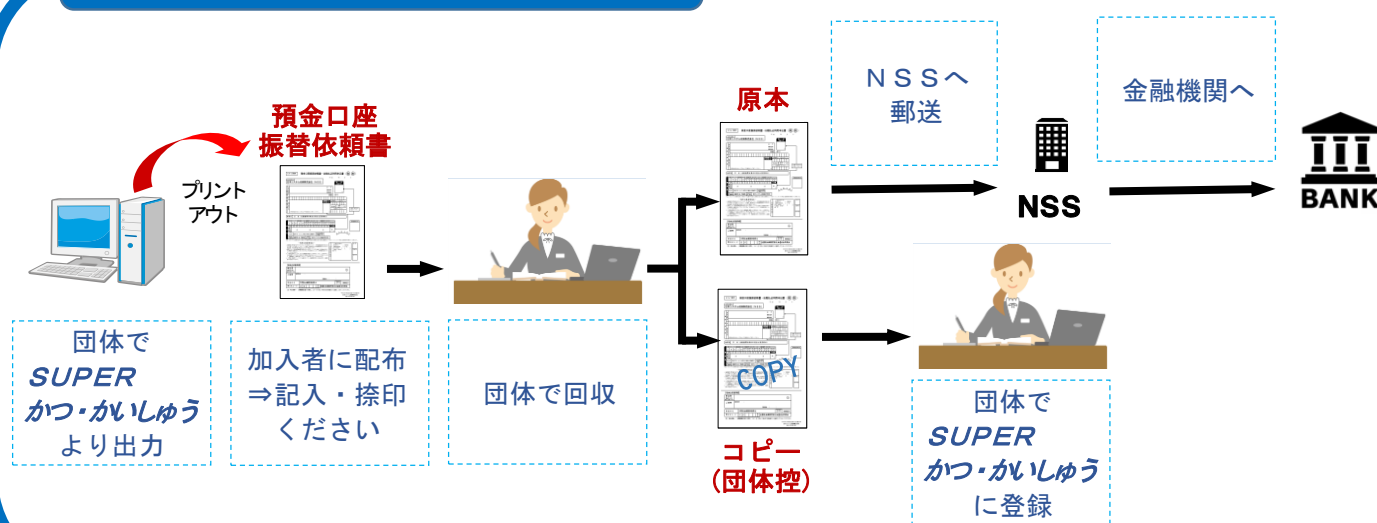 預金口座
振替依頼書
プリント
アウト
団体で
SUPER
かつ・かいしゅう
より出力
加入者に配布
⇒記入・捺印
ください
団体で回収
原本
COPY
コピー
(団体控)
NSSへ
郵送
NSS
金融機関へ
BANK
団体で
SUPER
かつ・かいしゅう
に登録